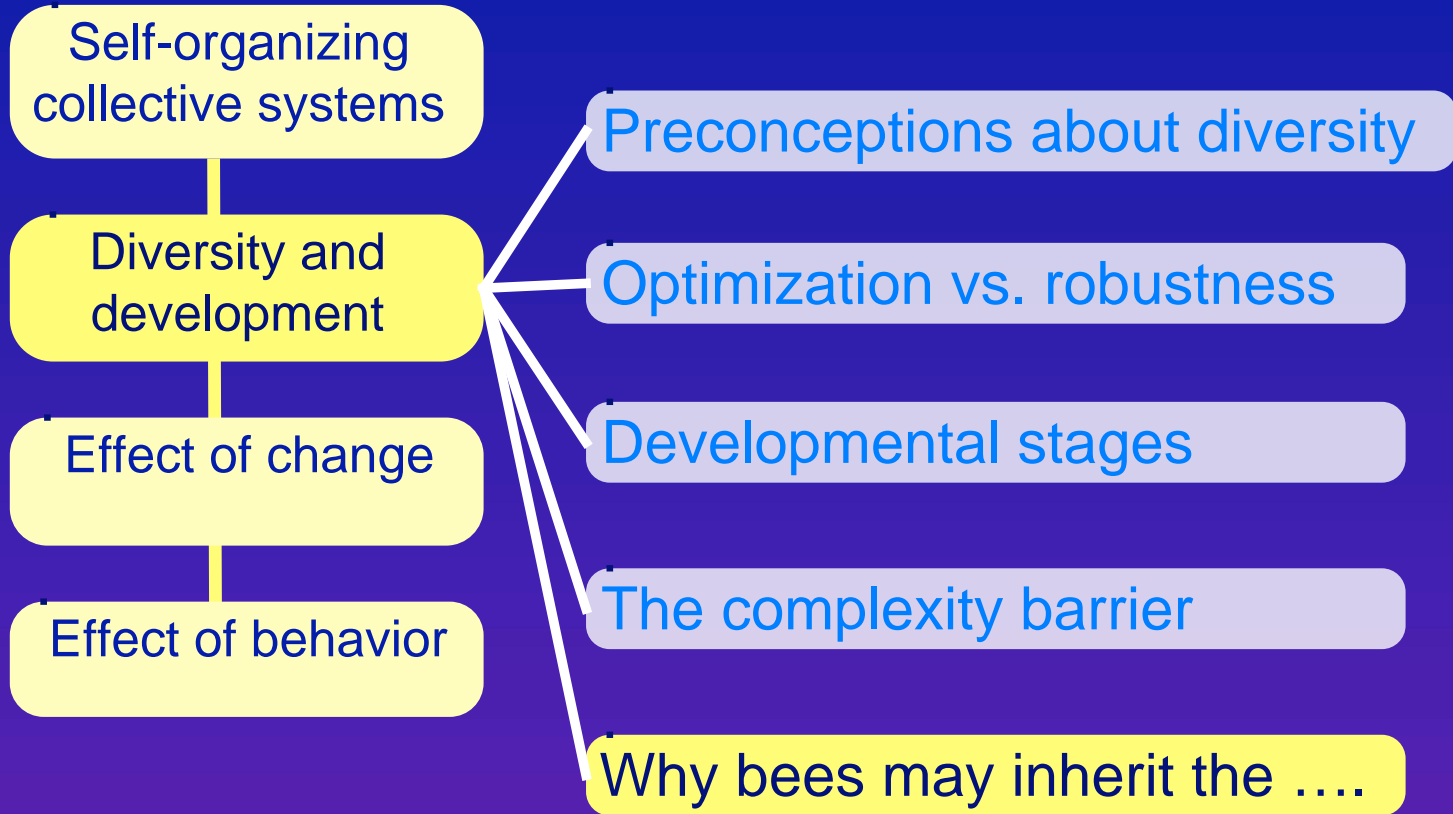 Self-organizing
collective systems
Diversity and
development
Effect of change
Effect of behavior
Preconceptions about diversity
Optimization vs. robustness
Developmental stages
The complexity barrier
Why bees may inherit the ….